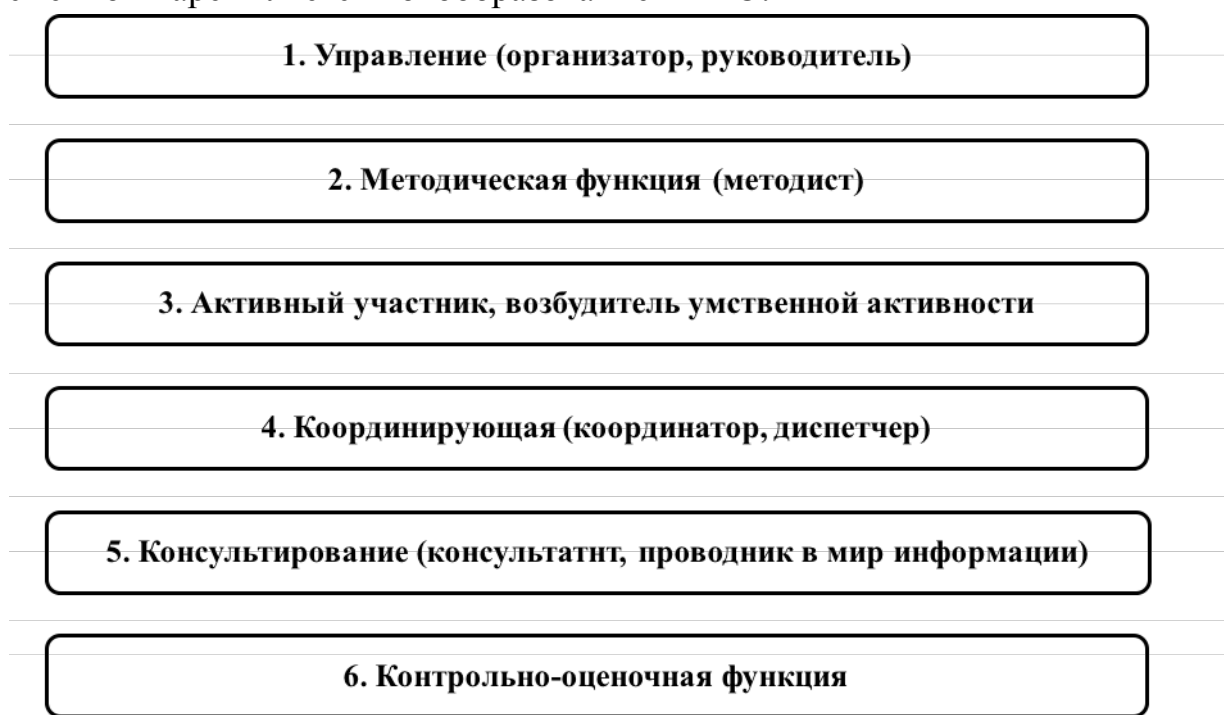 1. Управление (организатор, руководитель)
2. Методическая функция (методист)
3. Активный участник, возбудитель умственной активности
4. Координирующая (координатор, диспетчер)
5. Консультирование (консультатнт, проводник в мир информации)
6. Контрольно-оценочная функция